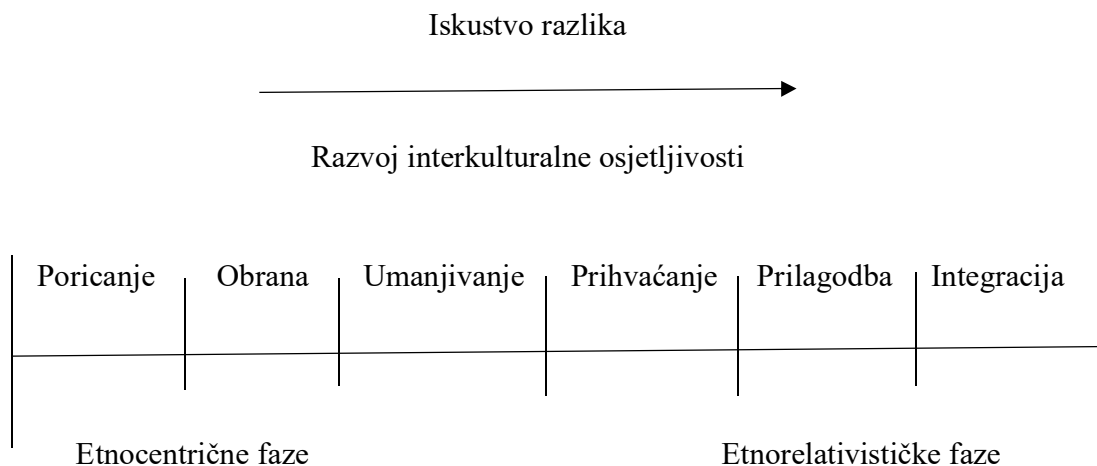 Iskustvo razlika
Razvoj interkulturalne osjetljivosti
Poricanje Obrana Umanjivanje Prihvaćanje Prilagodba Integracija
Etnocentrične faze Etnorelativističke faze